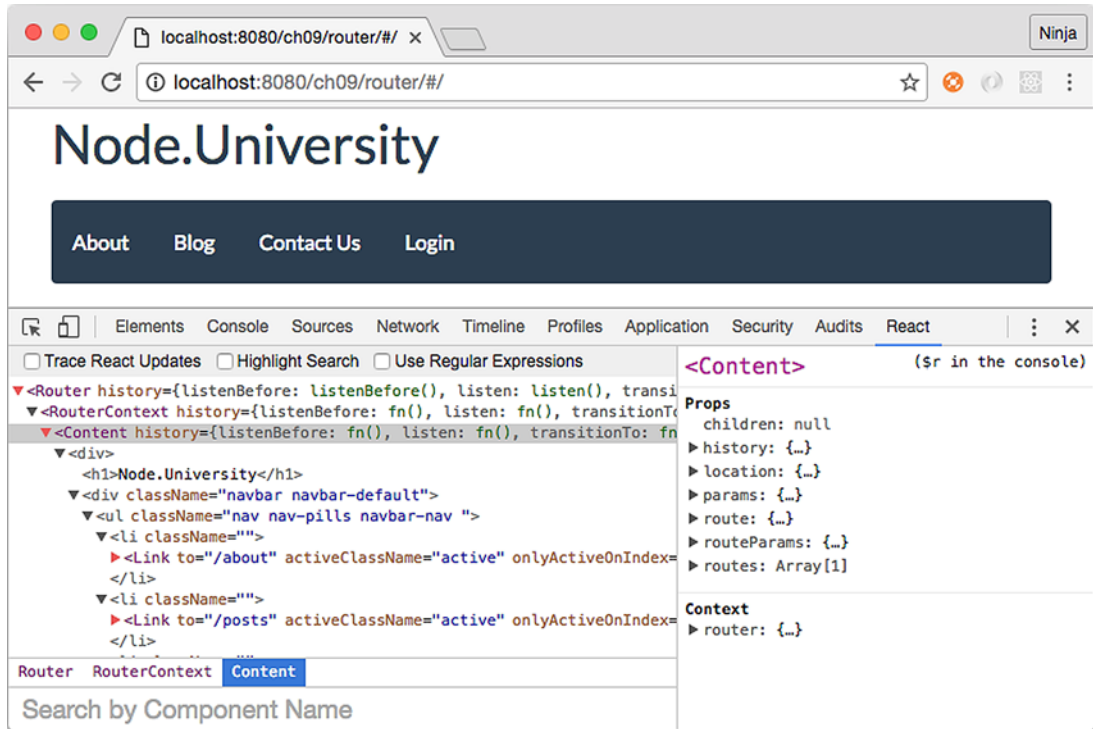 localhost:8080/ch09/router/#/ ×
Ninja
localhost:8080/ch09/router/#/
Node.University
About Blog Contact Us Login
Elements Console Sources Network Timeline Profiles Application Security Audits React
Trace React Updates Highlight Search Use Regular Expressions
<Router history={listenBefore: listenBefore(), listen: listen(), transi
<RouterContext history={listenBefore: fn(), listen: fn(), transitionTo
<Content history={listenBefore: fn(), listen: fn(), transitionTo: fn
<div>
<h1>Node.University</h1>
<div className="navbar navbar-default">
<ul className="nav nav-pills navbar-nav ">
<li className="">
<Link to="/about" activeClassName="active" onlyActiveOnIndex=
</li>
<li className="">
<Link to="/posts" activeClassName="active" onlyActiveOnIndex=
</li>
Router RouterContext Content
Search by Component Name
<Content> ($r in the console)
Props
children: null
history: {…}
location: {…}
params: {…}
route: {…}
routeParams: {…}
routes: Array[1]
Context
router: {…}